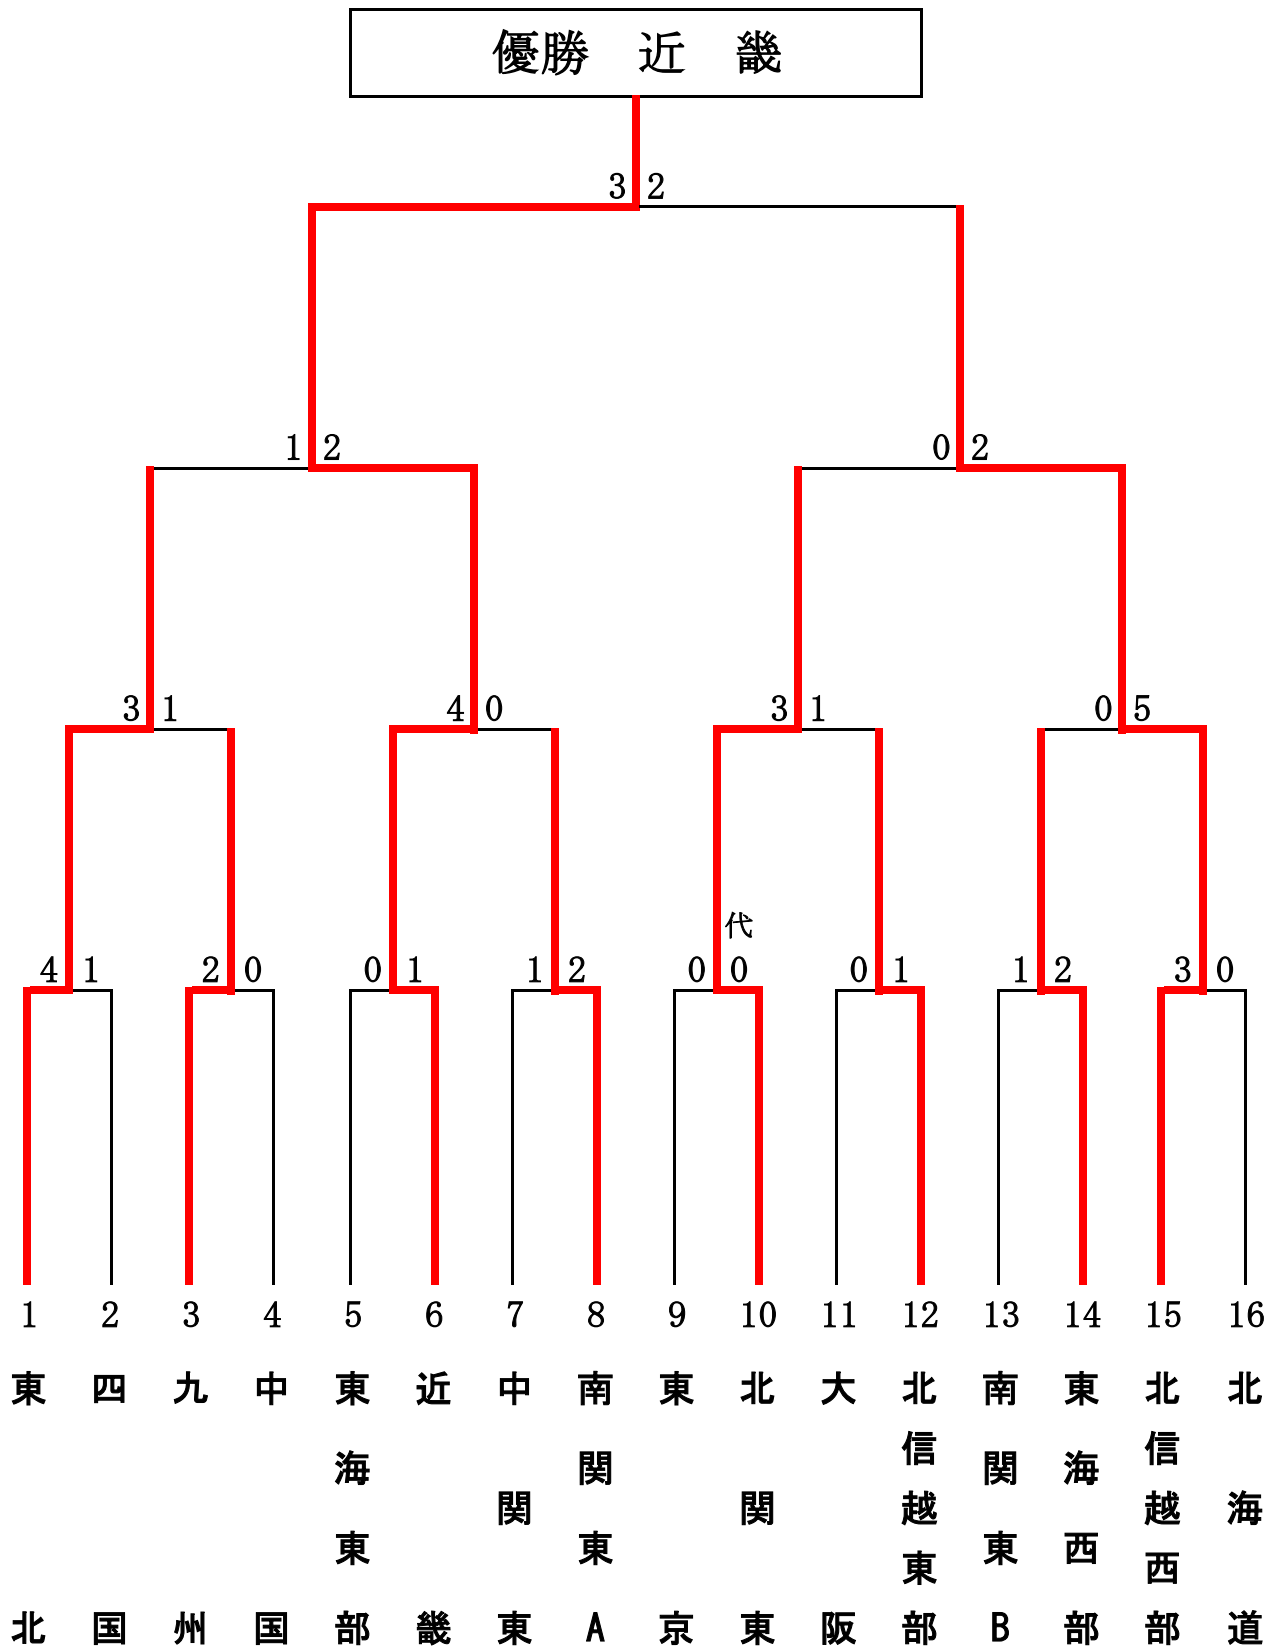 優勝　近　畿
3 2
1 2 0 2
3 1 4 0 3 1 0 5
代
4 1 2 0 0 1 1 2 0 0 0 1 1 2 3 0
1 2 3 4 5 6 7 8 9 10 11 12 13 14 15 16
東北
四国
九州
中国
東海東部
近畿
中関東
南関東A
東京
北関東
大阪
北信越東部
南関東B
東海西部
北信越西部
北海道